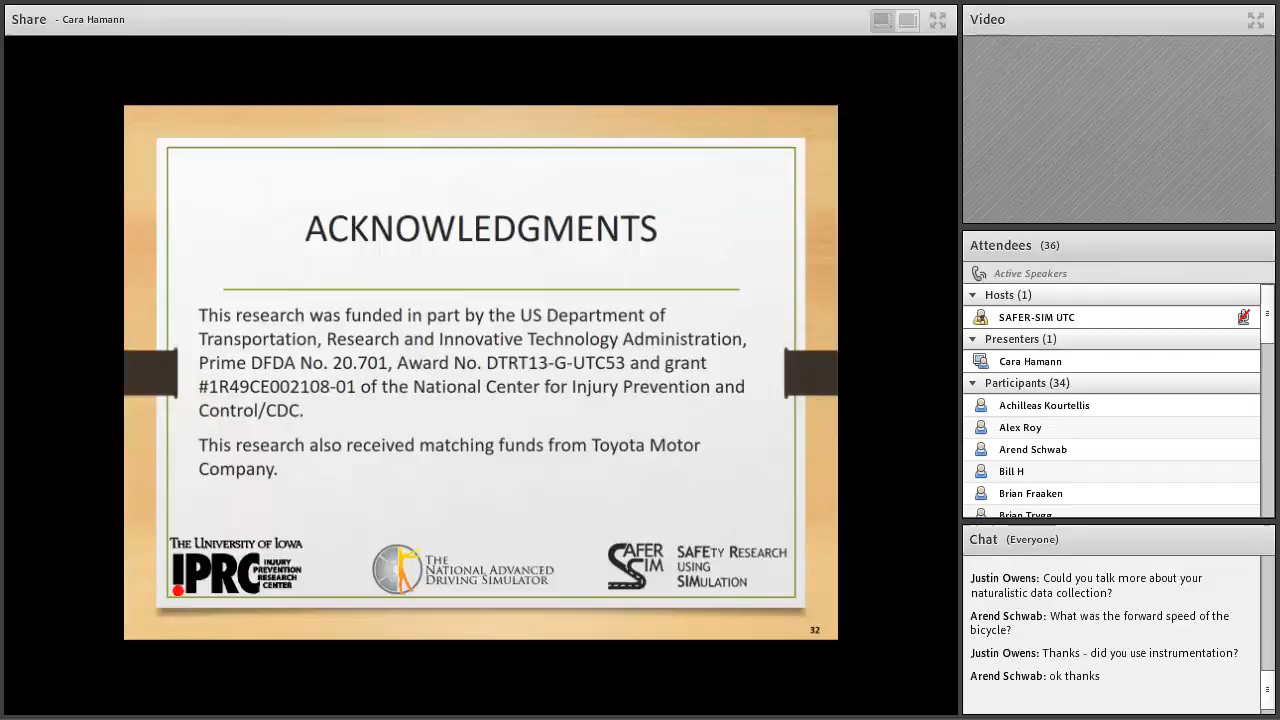 Share - Cara Hamann
ACKNOWLEDGMENTS
This research was funded in part by the US Department of
Transportation, Research and Innovative Technology Administration,
Prime DFDA No. 20.701, Award No. DTRT13-G-UTC53 and grant
#1R49CE002108-01 of the National Center for Injury Prevention and
Control/CDC.
This research also received matching funds from Toyota Motor
Company.
THE UNIVERSITY OF IOWA
IPRC INJURY
PREVENTION
RESEARCH
CENTER
THE
NATIONAL ADVANCED
DRIVING SIMULATOR
SAFER
SIM
SAFETY RESEARCH
USING
SIMULATION
32
Video
Attendees (36)
Active Speakers
Hosts (1)
SAFER-SIM UTC
Presenters (1)
Cara Hamann
Participants (34)
Achilleas Kourtellis
Alex Roy
Arend Schwab
Bill H
Brian Fraaken
Brian Trygg
Chat (Everyone)
Justin Owens: Could you talk more about your
naturalistic data collection?
Arend Schwab: What was the forward speed of the
bicycle?
Justin Owens: Thanks - did you use instrumentation?
Arend Schwab: ok thanks